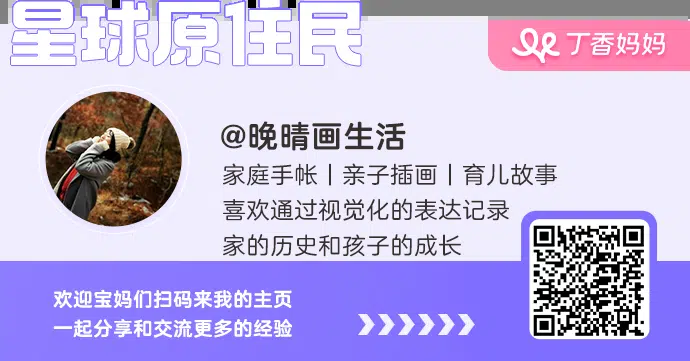 星球原住民
丁香妈妈
@晚晴画生活
家庭手帐丨亲子插画丨育儿故事
喜欢通过视觉化的表达记录
家的历史和孩子的成长
欢迎宝妈们扫码来我的主页
一起分享和交流更多的经验